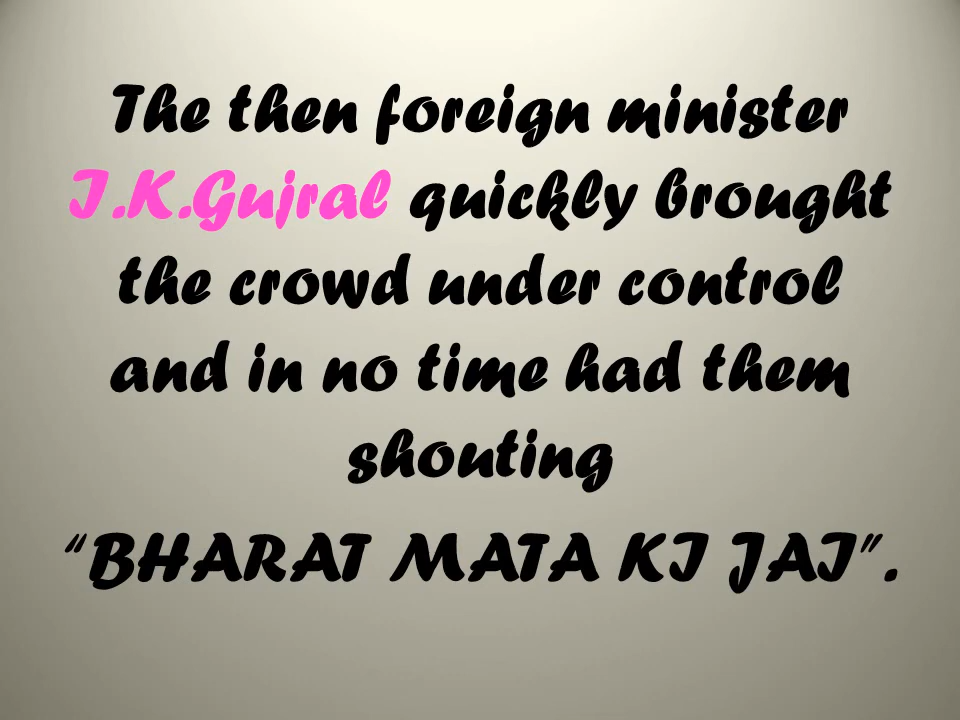 The then foreign minister
I.K.Gujral quickly brought
the crowd under control
and in no time had them
shouting
“BHARAT MATA KI JAI”.